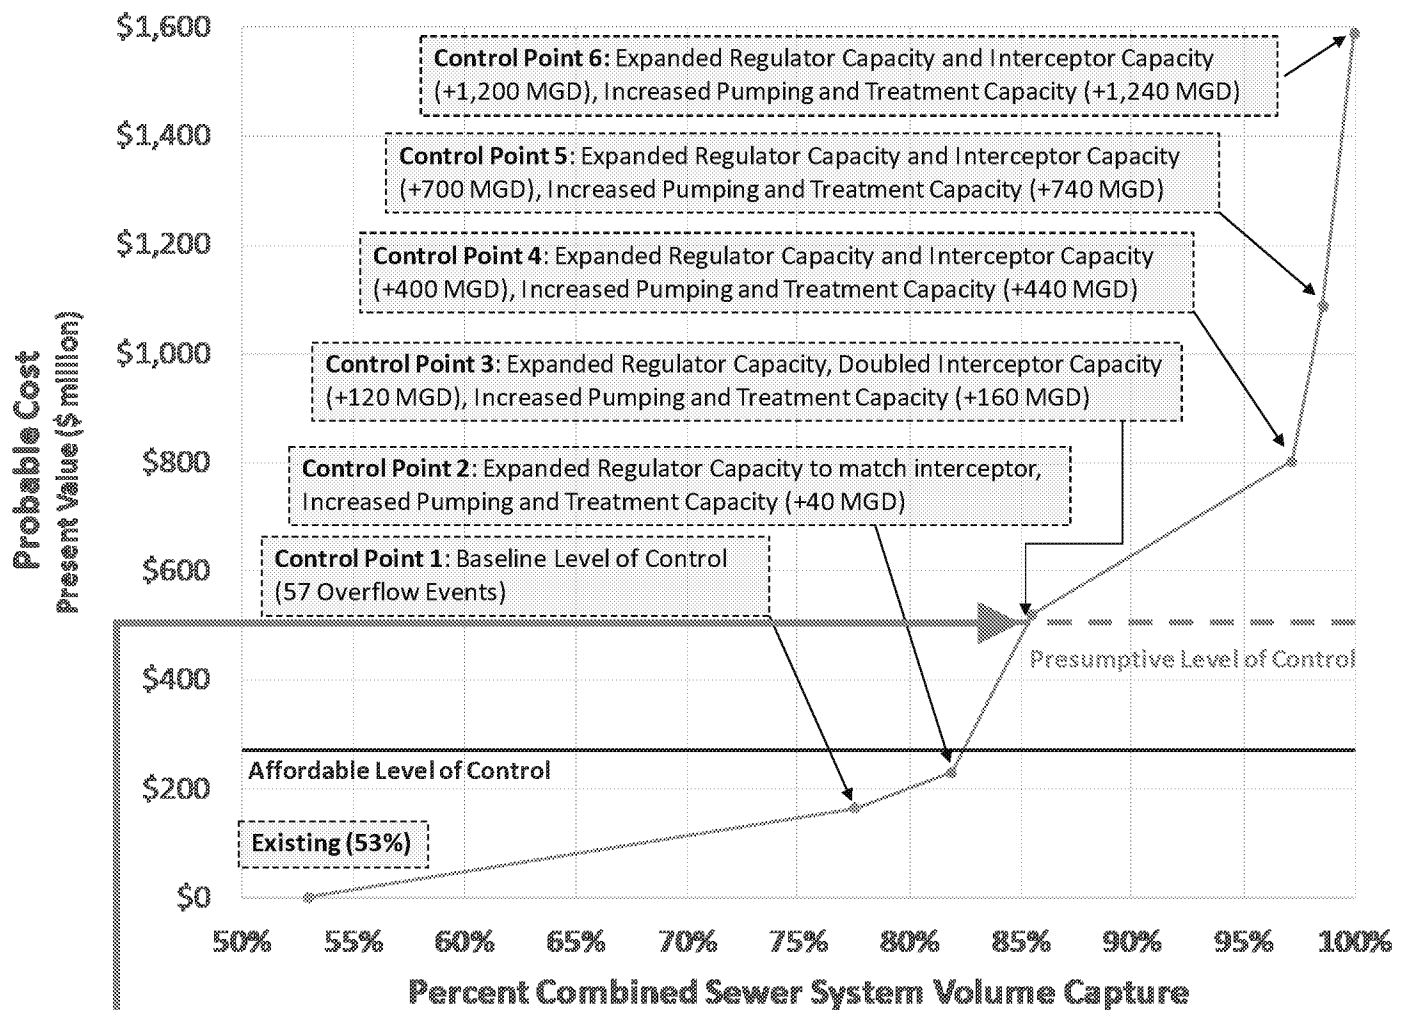 $1,600
Control Point 6: Expanded Regulator Capacity and Interceptor Capacity
(+1,200 MGD), Increased Pumping and Treatment Capacity (+1,240 MGD)
$1,400
Control Point 5: Expanded Regulator Capacity and Interceptor Capacity
(+700 MGD), Increased Pumping and Treatment Capacity (+740 MGD)
$1,200
Control Point 4: Expanded Regulator Capacity and Interceptor Capacity
(+400 MGD), Increased Pumping and Treatment Capacity (+440 MGD)
$1,000
Control Point 3: Expanded Regulator Capacity, Doubled Interceptor Capacity
(+120 MGD), Increased Pumping and Treatment Capacity (+160 MGD)
Probable Cost
Present Value ($ million)
$800
Control Point 2: Expanded Regulator Capacity to match interceptor,
Increased Pumping and Treatment Capacity (+40 MGD)
$600
Control Point 1: Baseline Level of Control
(57 Overflow Events)
Presumptive Level of Control
$400
Affordable Level of Control
$200
Existing (53%)
$0
50% 55% 60% 65% 70% 75% 80% 85% 90% 95% 100%
Percent Combined Sewer System Volume Capture